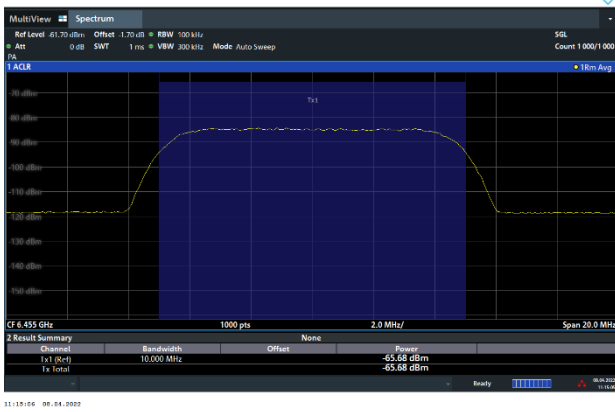 MultiView Spectrum
Ref Level -61.70 dBm Offset -1.70 dB RBW 100 kHz SGL
Att 0 dB SWT 1 ms VBW 300 kHz Mode Auto Sweep Count 1000/1000
PA
1 ACLR 1Rm Avg
Tx1
-70 dBm
-80 dBm
-90 dBm
-100 dBm
-110 dBm
-120 dBm
-130 dBm
-140 dBm
-150 dBm
CF 6.455 GHz 1000 pts 2.0 MHz/ Span 20.0 MHz
2 Result Summary None
Channel Bandwidth Offset Power
Tx1 (Ref) 10.000 MHz -65.68 dBm
Tx Total -65.68 dBm
Ready 08.04.2022
11:15:05
11:15:06 08.04.2022